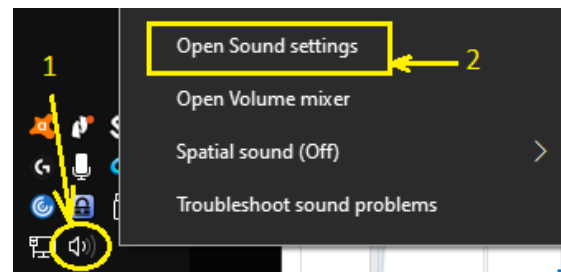 Open Sound settings
2
1
Open Volume mixer
Spatial sound (Off)
Troubleshoot sound problems